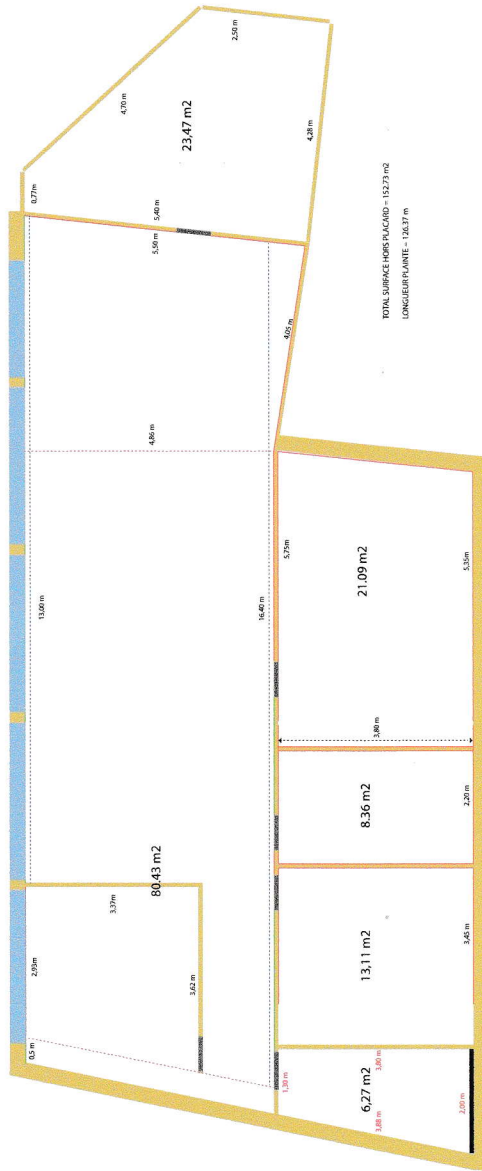 2,50 m
4,70 m
23,47 m2
0,77m
4,28 m
5,40 m
5,50 m
4,05 m
TOTAL SURFACE HORS PLACARD = 152.73 m2
LONGUEUR PLAINTE = 126.37 m
4,86 m
13,00 m
16,40 m
5,75m
21.09 m2
5,35m
3,80 m
80.43 m2
3,37m
8.36 m2
2,20 m
2,93m
3,62 m
13,11 m2
3,45 m
0,5 m
1,30 m
3,80 m
6,27 m2
3,88 m
2,00 m